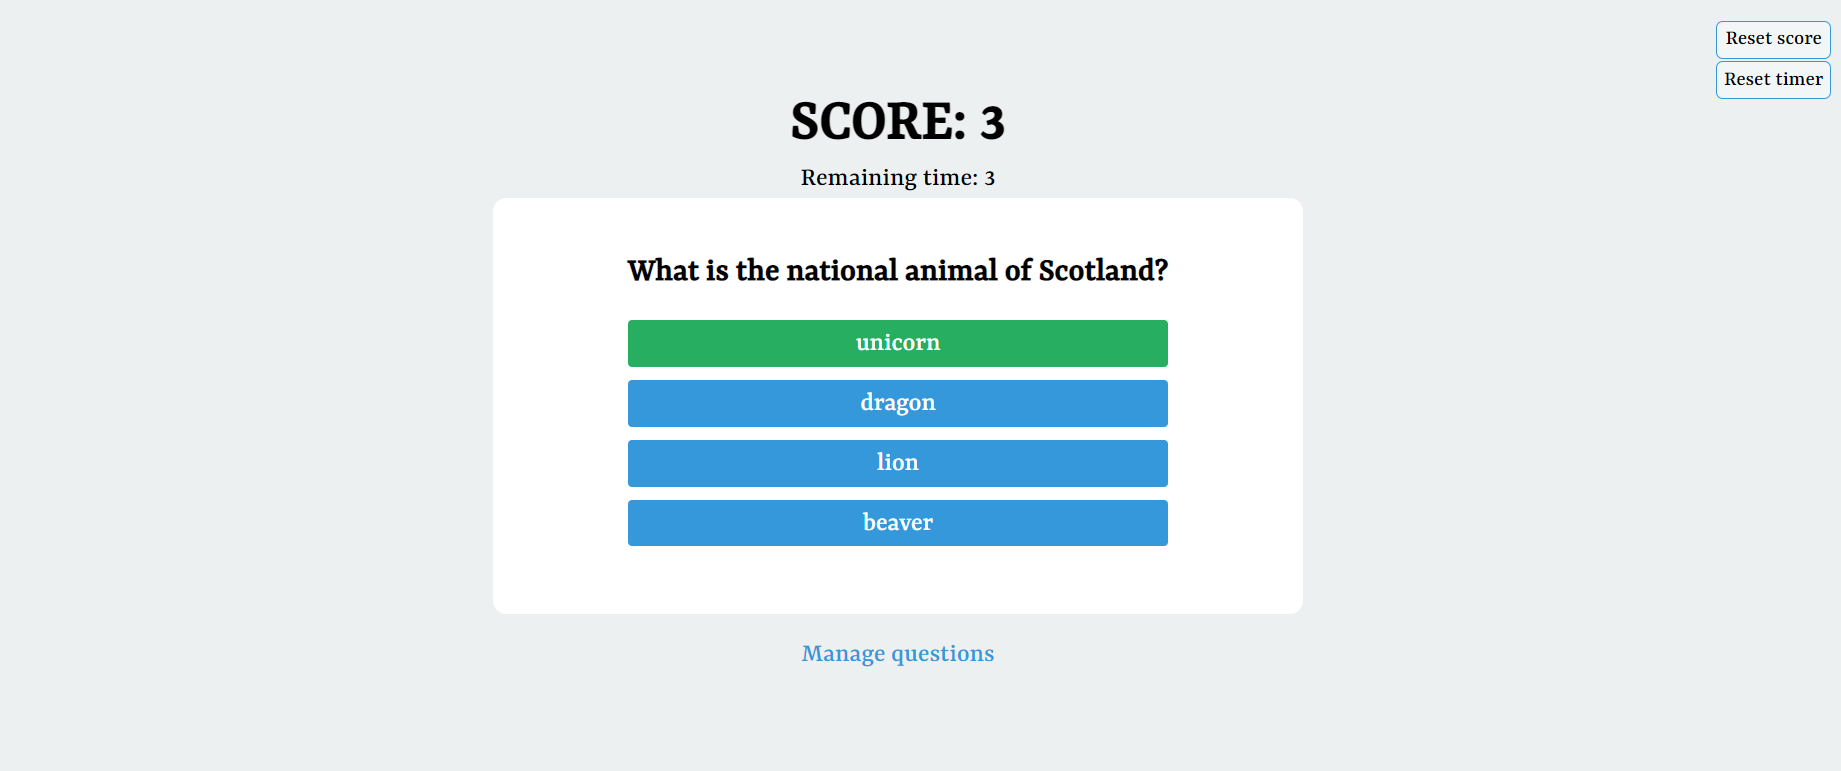 Reset score
Reset timer
SCORE: 3
Remaining time: 3
What is the national animal of Scotland?
unicorn
dragon
lion
beaver
Manage questions